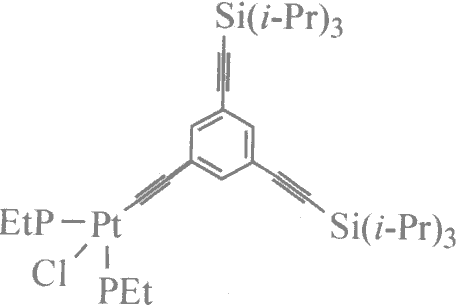 Si(i-Pr)3
EtP Pt
Cl
PEt
Si(i-Pr)3